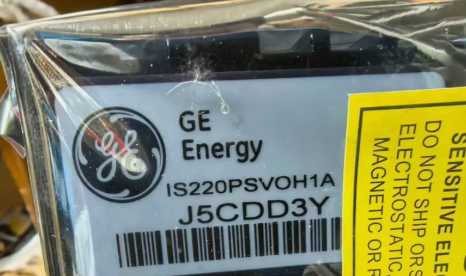 GE
Energy
IS220PSVOH1A
J5CDD3Y
SENSITIVE ELE
DO NOT SHIP OR S
ELECTROSTATIC
MAGNETIC OR